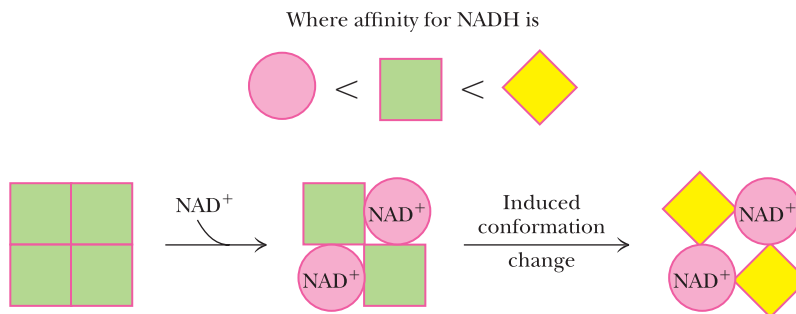 Where affinity for NADH is
< <
NAD+
NAD+
NAD+
Induced
conformation
change
NAD+
NAD+